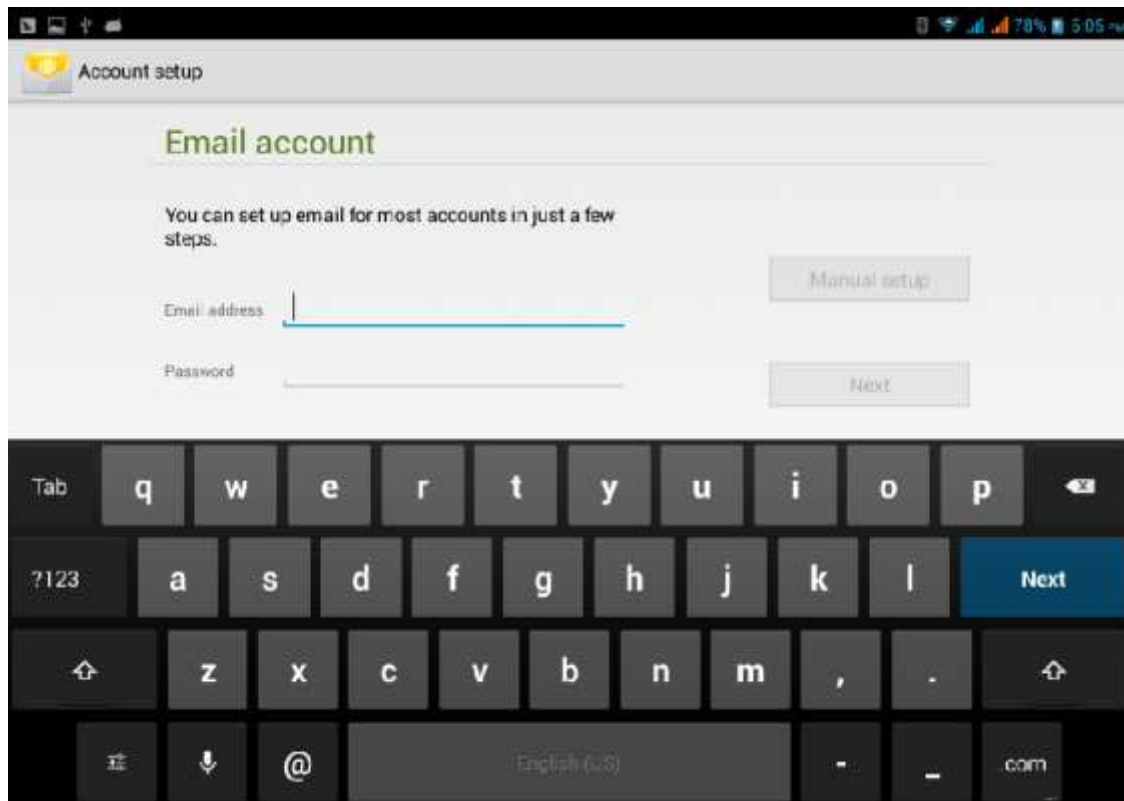 78% 5:05 PM
Account setup
Email account
You can set up email for most accounts in just a few
steps.
Manual setup
Email address
Password
Next
Tab q w e r t y u i o p
?123 a s d f g h j k l Next
z x c v b n m , .
@ English (US) - _ .com